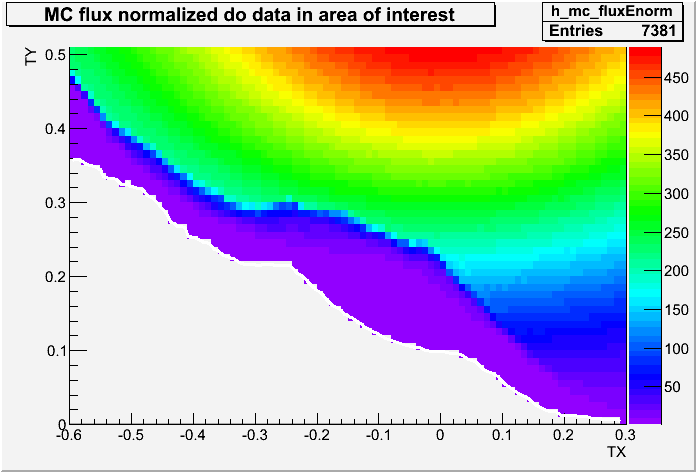 MC flux normalized do data in area of interest
h_mc_fluxEnorm
Entries 7381
TY
0.5
0.4
0.3
0.2
0.1
0
-0.6 -0.5 -0.4 -0.3 -0.2 -0.1 0 0.1 0.2 0.3
TX
450
400
350
300
250
200
150
100
50